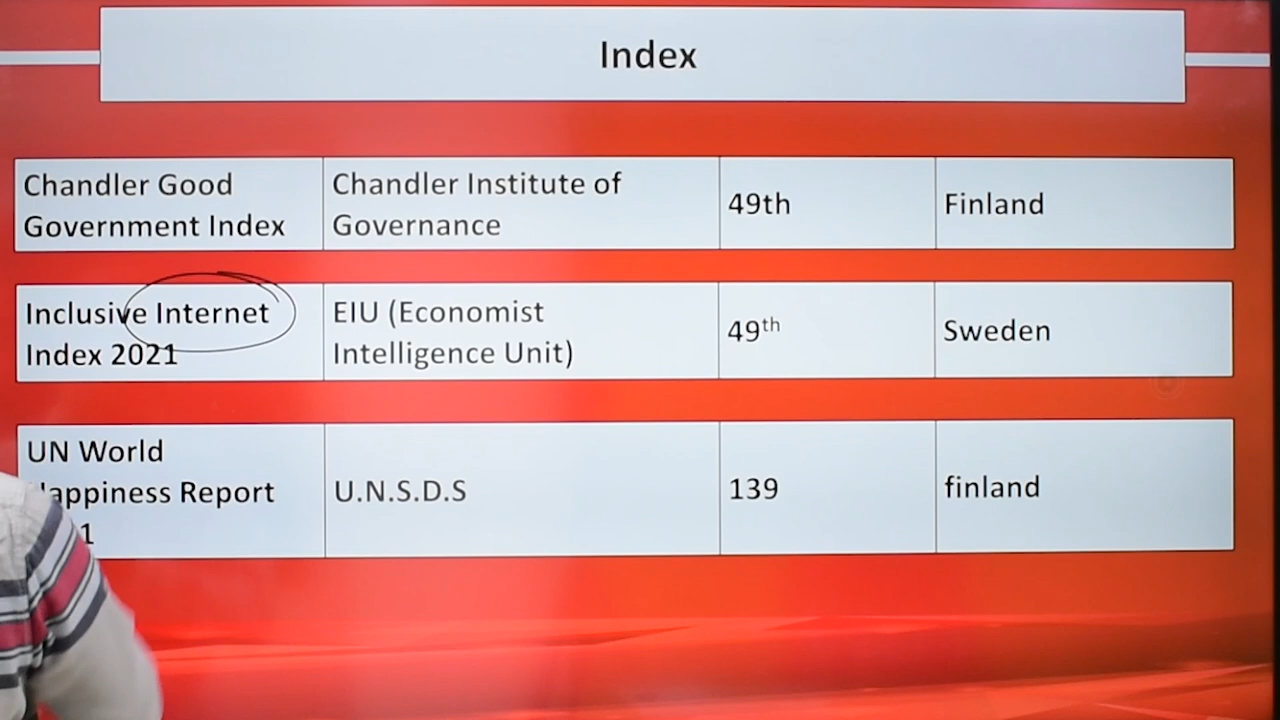 Index
Chandler Good
Government Index
Chandler Institute of
Governance
49th
Finland
Inclusive Internet
Index 2021
EIU (Economist
Intelligence Unit)
49th
Sweden
UN World
Report
U.N.S.D.S
139
finland